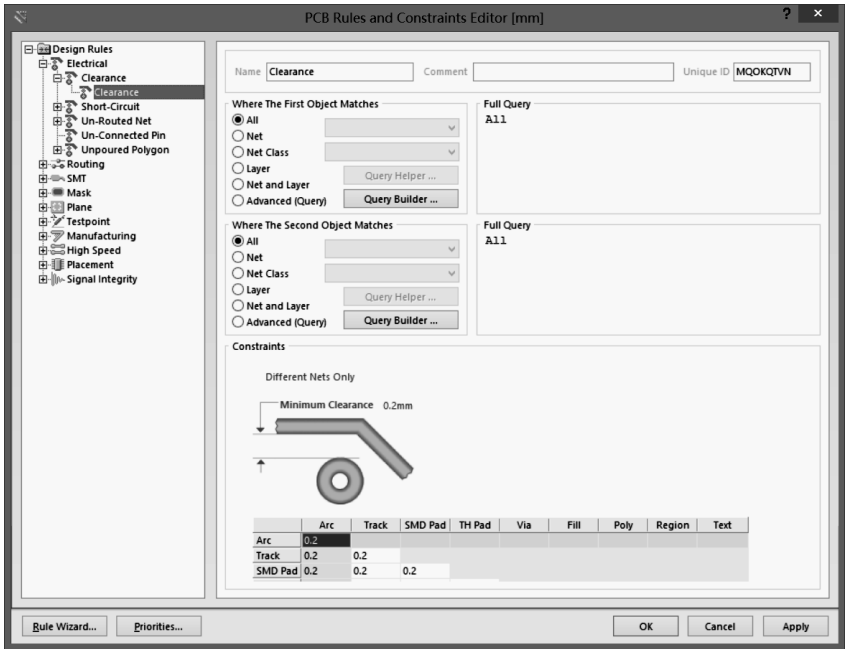 PCB Rules and Constraints Editor [mm]
? ×
Design Rules
Electrical
Clearance
Clearance
Short-Circuit
Un-Routed Net
Un-Connected Pin
Unpoured Polygon
Routing
SMT
Mask
Plane
Testpoint
Manufacturing
High Speed
Placement
Signal Integrity
Name Clearance Comment Unique ID MQOKQTVN
Where The First Object Matches
All
Net
Net Class
Layer
Net and Layer
Advanced (Query)
Query Helper ...
Query Builder ...
Full Query
All
Where The Second Object Matches
All
Net
Net Class
Layer
Net and Layer
Advanced (Query)
Query Helper ...
Query Builder ...
Full Query
All
Constraints
Different Nets Only
Minimum Clearance 0.2mm
Arc Track SMD Pad TH Pad Via Fill Poly Region Text
Arc 0.2
Track 0.2 0.2
SMD Pad 0.2 0.2 0.2
Rule Wizard... Priorities... OK Cancel Apply